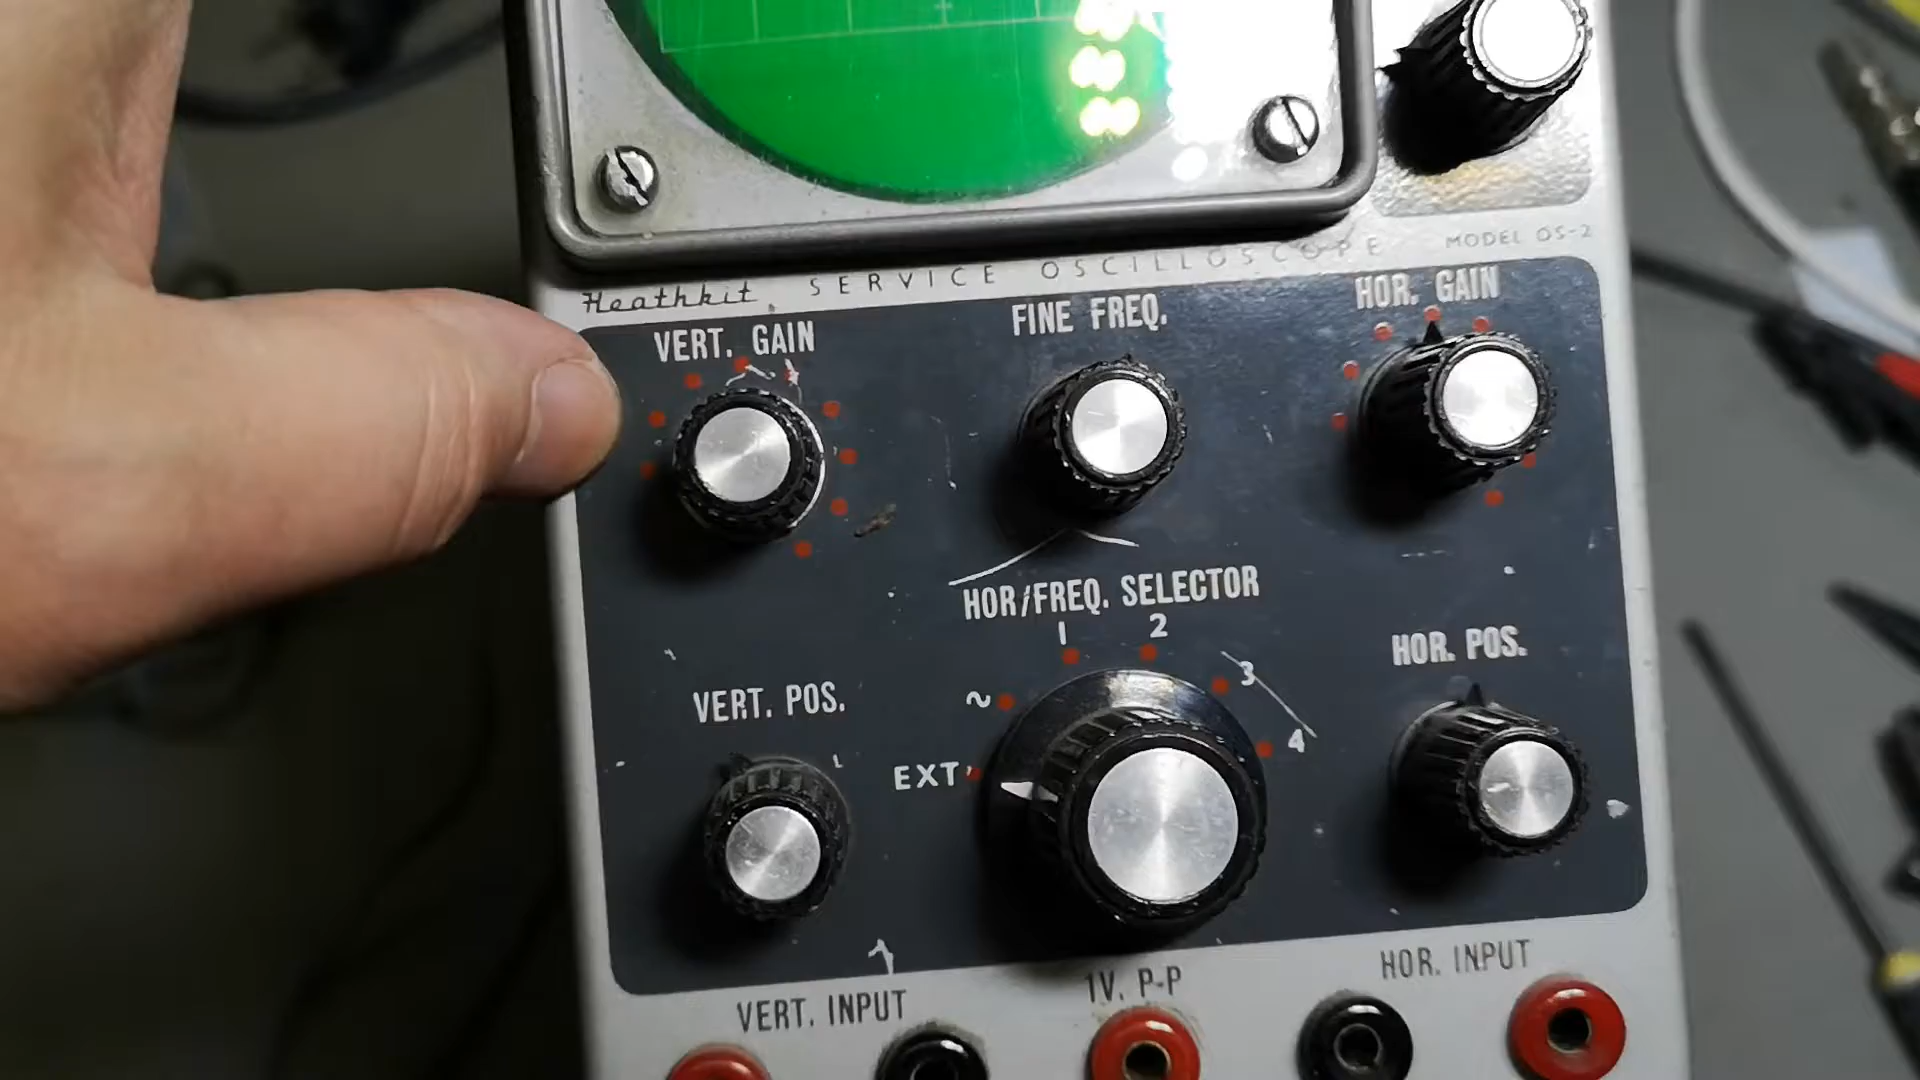 Heathkit SERVICE OSCILLOSCOPE MODEL OS-2
VERT. GAIN
FINE FREQ.
HOR. GAIN
HOR/FREQ. SELECTOR
1 2
3
4
~
EXT
VERT. POS.
HOR. POS.
VERT. INPUT
1V. P-P
HOR. INPUT